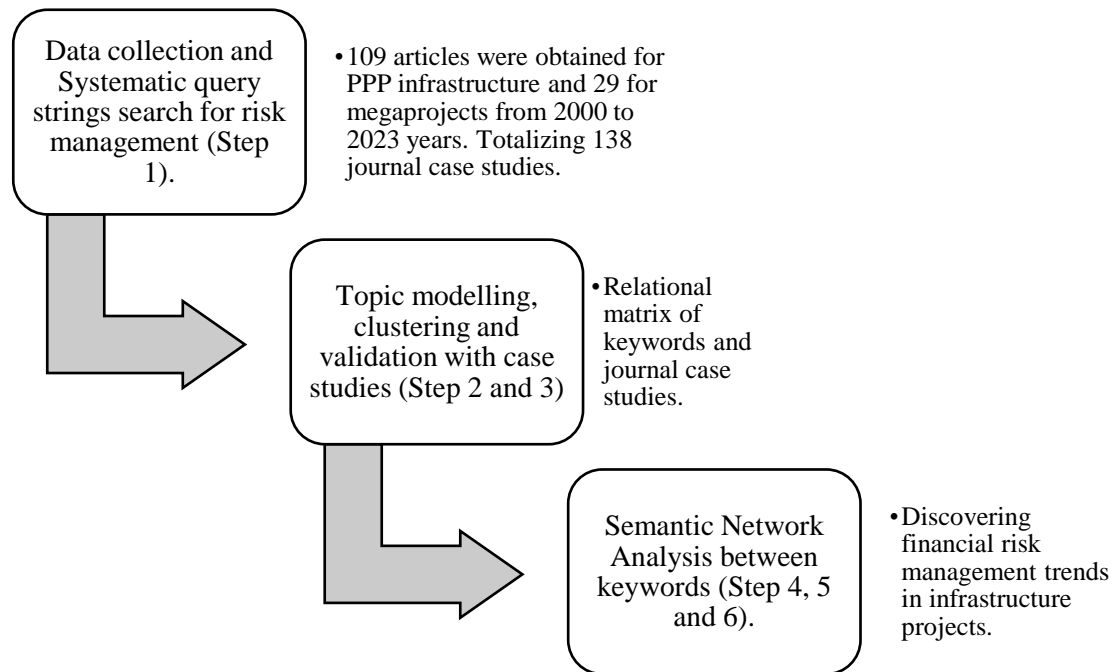 Data collection and
Systematic query
strings search for risk
management (Step
1).
•109 articles were obtained for
PPP infrastructure and 29 for
megaprojects from 2000 to
2023 years. Totalizing 138
journal case studies.
Topic modelling,
clustering and
validation with case
studies (Step 2 and 3)
•Relational
matrix of
keywords and
journal case
studies.
Semantic Network
Analysis between
keywords (Step 4, 5
and 6).
•Discovering
financial risk
management trends
in infrastructure
projects.